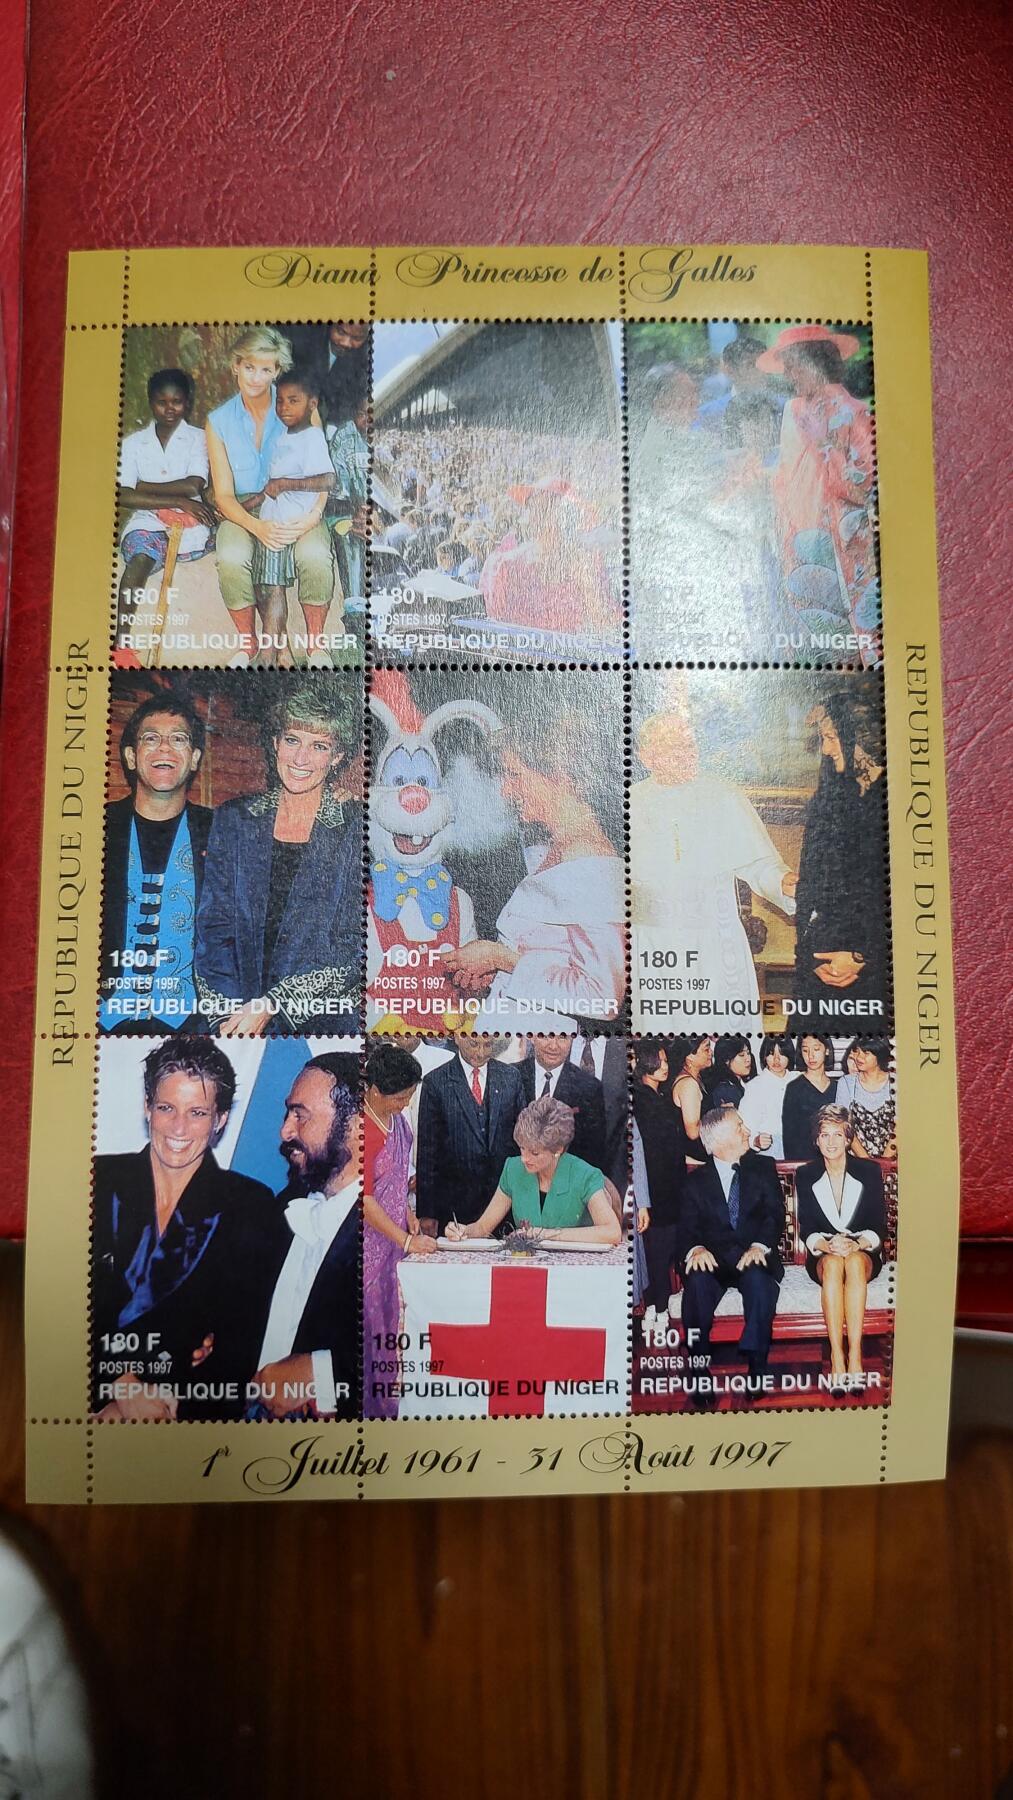 Diana Princesse de Galles
REPUBLIQUE DU NIGER
REPUBLIQUE DU NIGER
180 F
POSTES 1997
REPUBLIQUE DU NIGER
180 F
POSTES 1997
REPUBLIQUE DU NIGER
180 F
DU NIGER
180 F
POSTES 1997
REPUBLIQUE DU NIGER
180 F
POSTES 1997
REPUBLIQUE DU NIGER
180 F
POSTES 1997
REPUBLIQUE DU NIGER
180 F
POSTES 1997
REPUBLIQUE DU NIGER
180 F
POSTES 1997
REPUBLIQUE DU NIGER
180 F
POSTES 1997
REPUBLIQUE DU NIGER
1er Juillet 1961 - 31 Août 1997